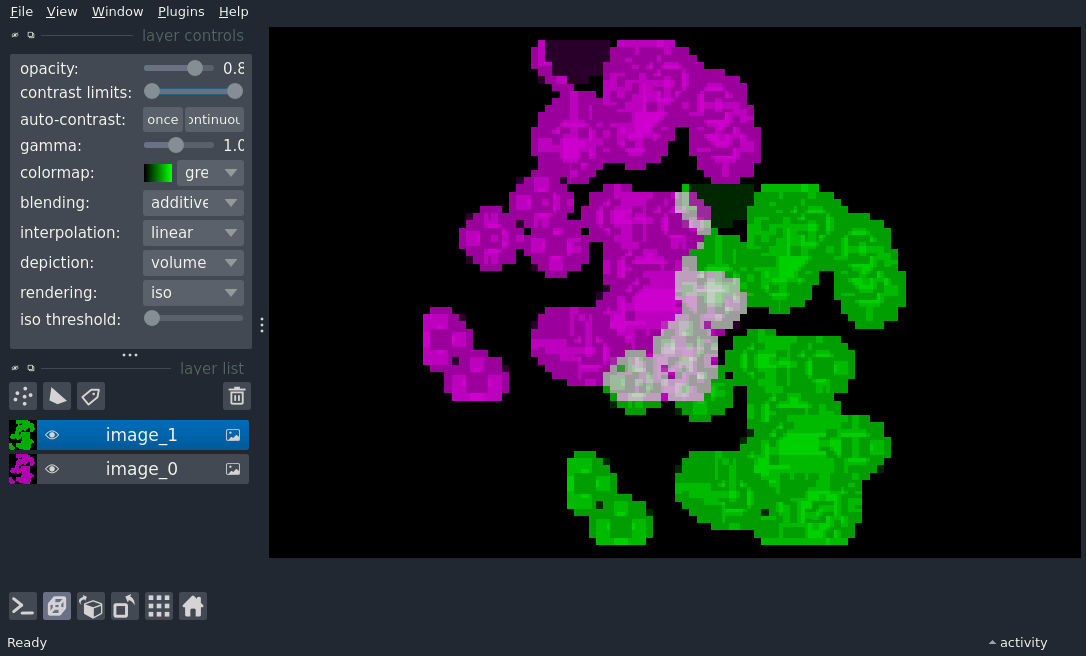 File View Window Plugins Help
layer controls
opacity: 0.8
contrast limits:
auto-contrast: once ontinuou
gamma: 1.0
colormap: gre
blending: additive
interpolation: linear
depiction: volume
rendering: iso
iso threshold:
layer list
image_1
image_0
Ready
activity